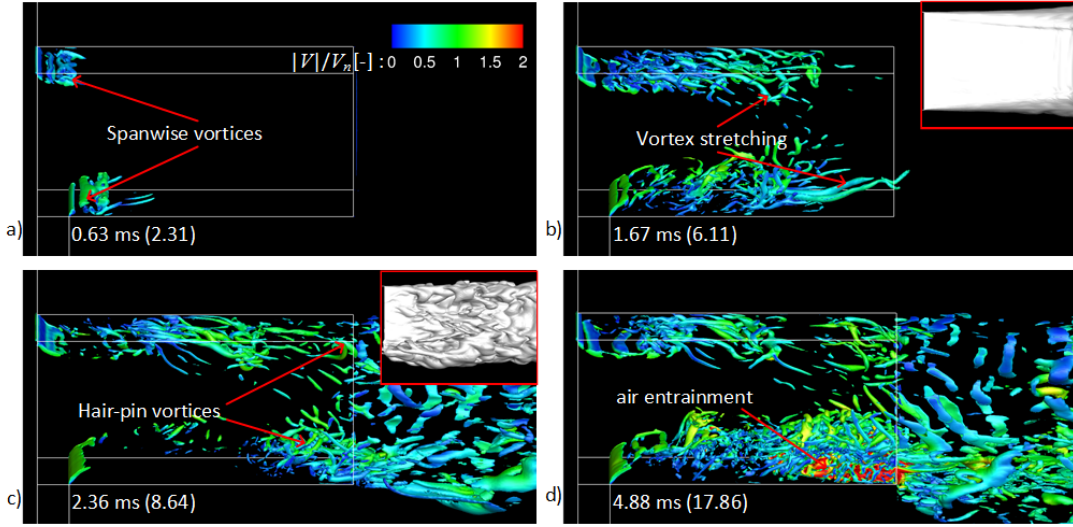 |V|/Vn[-] : 0 0.5 1 1.5 2
Spanwise vortices
a)
0.63 ms (2.31)
Vortex stretching
b)
1.67 ms (6.11)
Hair-pin vortices
c)
2.36 ms (8.64)
air entrainment
d)
4.88 ms (17.86)